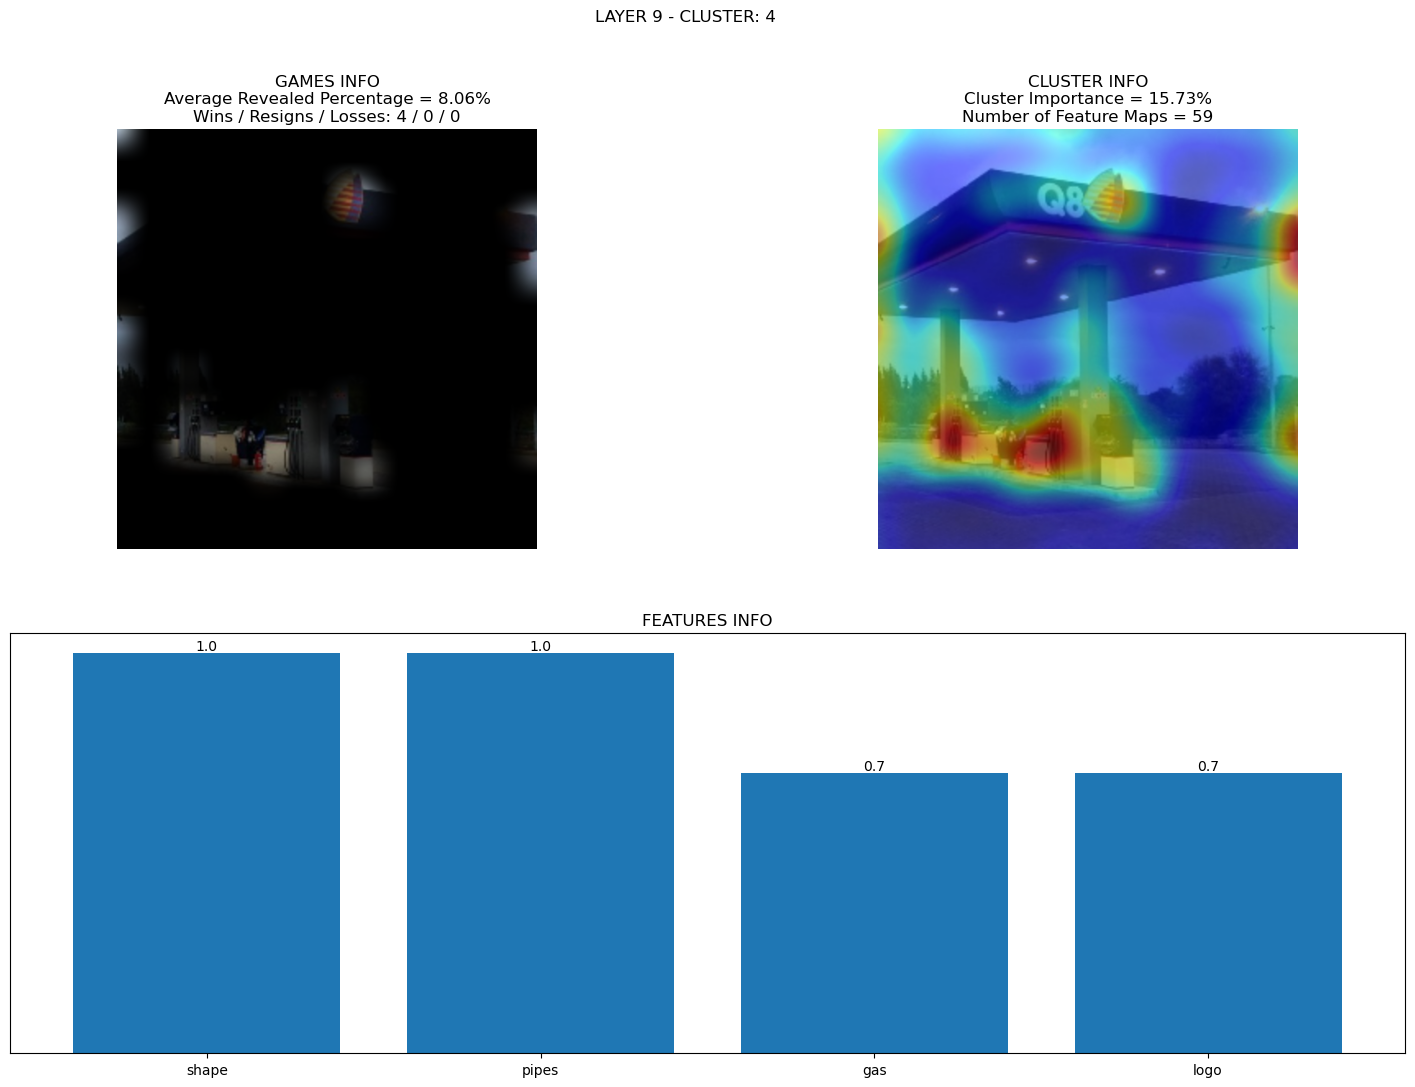 LAYER 9 - CLUSTER: 4
GAMES INFO
Average Revealed Percentage = 8.06%
Wins / Resigns / Losses: 4 / 0 / 0
CLUSTER INFO
Cluster Importance = 15.73%
Number of Feature Maps = 59
Q8
FEATURES INFO
1.0
1.0
0.7
0.7
shape
pipes
gas
logo